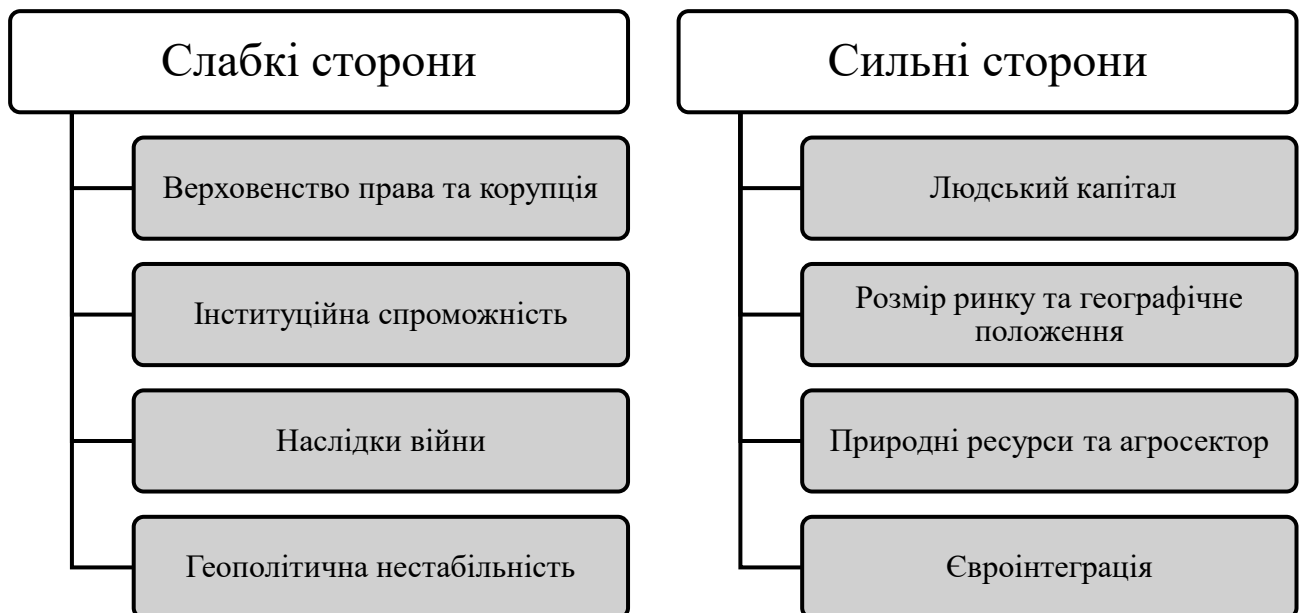 Слабкі сторони
Верховенство права та корупція
Інституційна спроможність
Наслідки війни
Геополітична нестабільність
Сильні сторони
Людський капітал
Розмір ринку та географічне
положення
Природні ресурси та агросектор
Євроінтеграція